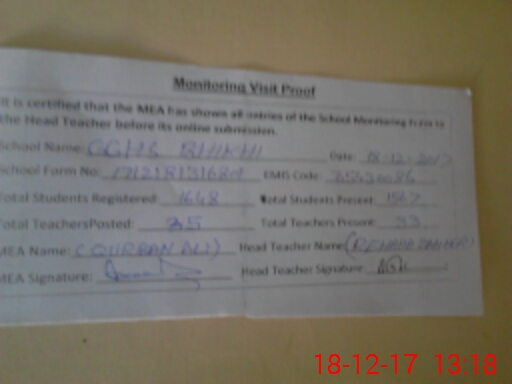 Monitoring Visit Proof
It is certified that the MEA has shown all entries of the School Monitoring Form to
the Head Teacher before its online submission.
School Name: GGHS BHIKHI Date: 18-12-2017
School Form No: EMIS Code:
Total Students Registered: 1648 Total Students Present: 1567
Total TeachersPosted: 35 Total Teachers Present: 33
MEA Name: (QURBAN ALI) Head Teacher Name:
MEA Signature: Head Teacher Signature:
18-12-17 13:18